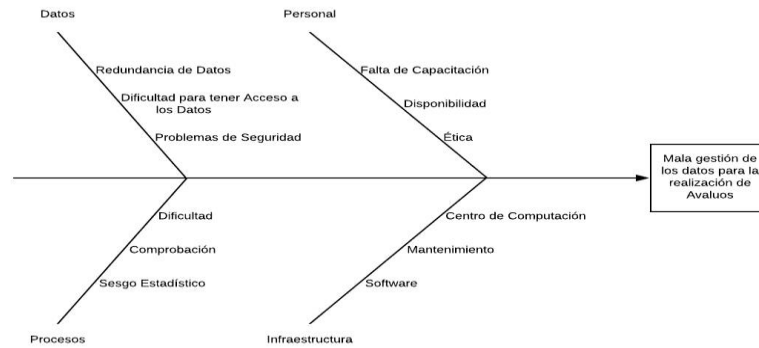 Datos
Personal
Redundancia de Datos
Falta de Capacitación
Dificultad para tener Acceso a
los Datos
Disponibilidad
Problemas de Seguridad
Ética
Mala gestión de
los datos para la
realización de
Avaluos
Dificultad
Centro de Computación
Comprobación
Mantenimiento
Sesgo Estadístico
Software
Procesos
Infraestructura